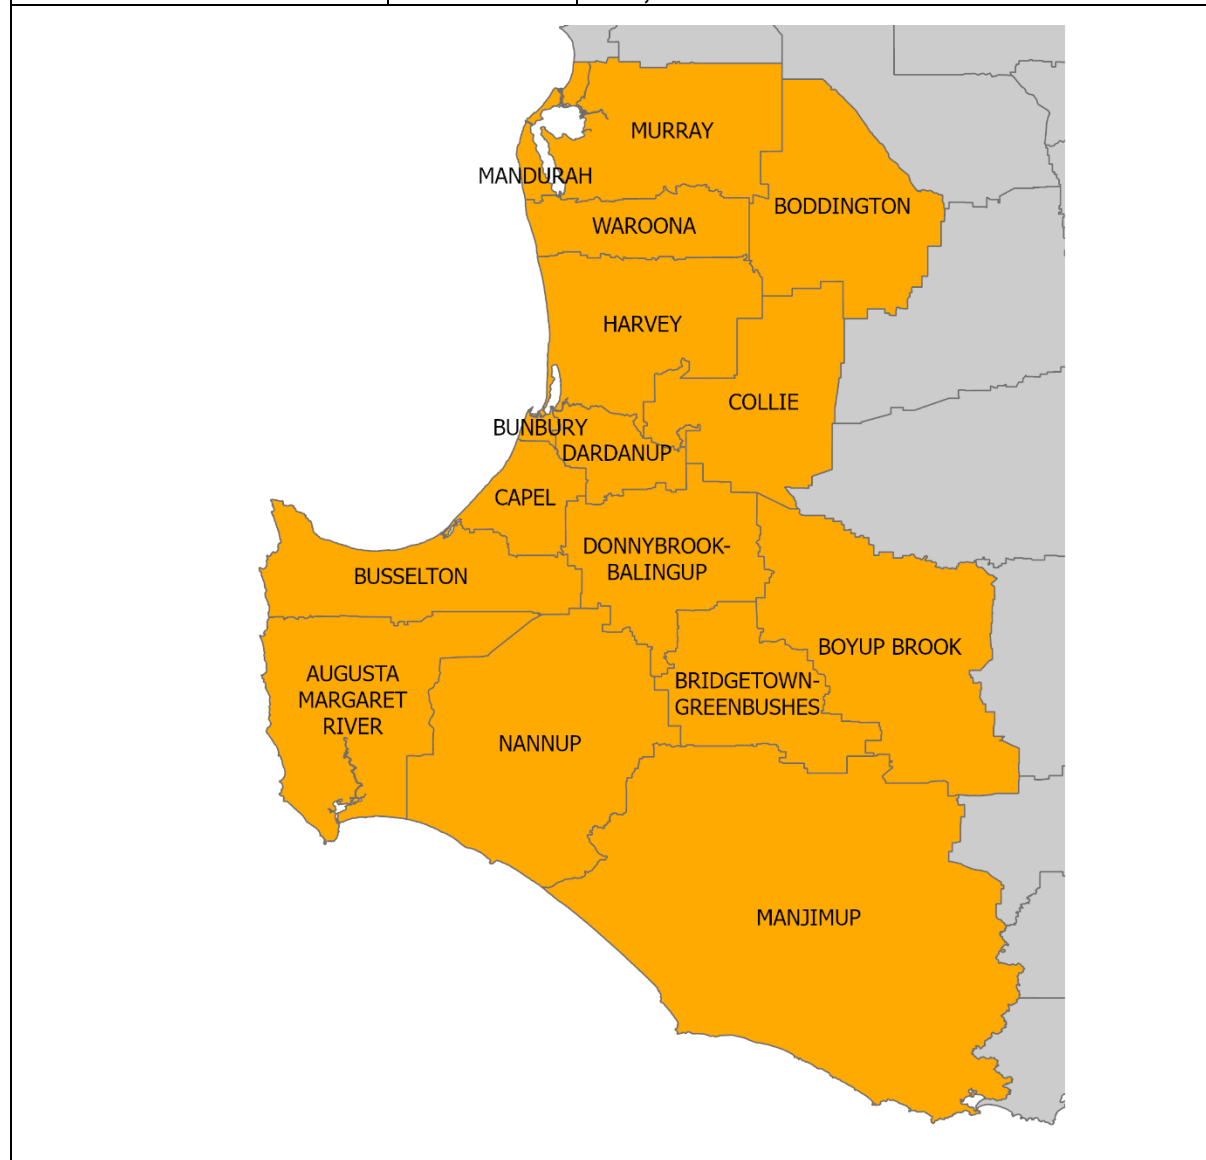 MURRAY
MANDURAH
BODDINGTON
WAROONA
HARVEY
COLLIE
BUNBURY
DARDANUP
CAPEL
DONNYBROOK-
BALINGUP
BUSSELTON
BOYUP BROOK
AUGUSTA
MARGARET
RIVER
BRIDGETOWN-
GREENBUSHES
NANNUP
MANJIMUP